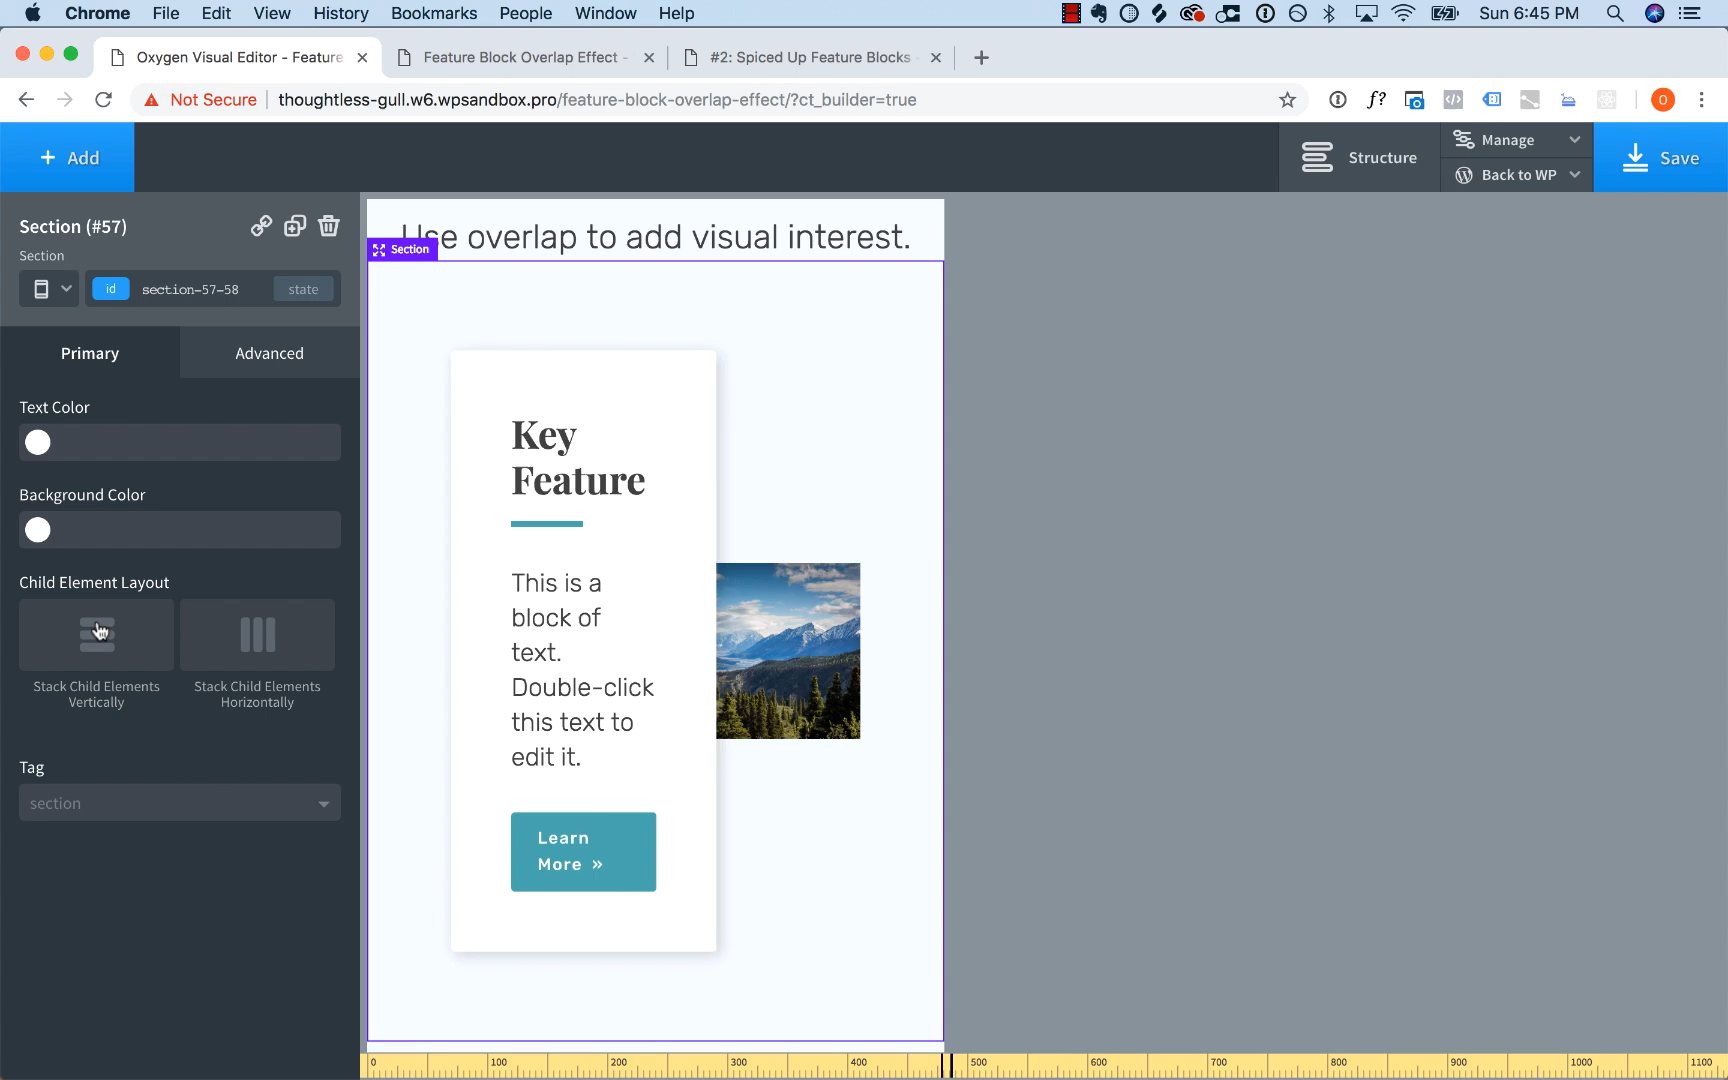 Chrome File Edit View History Bookmarks People Window Help Sun 6:45 PM
Oxygen Visual Editor - Feature Feature Block Overlap Effect - #2: Spiced Up Feature Blocks -
Not Secure thoughtless-gull.w6.wpsandbox.pro/feature-block-overlap-effect/?ct_builder=true f? O
+ Add
Structure
Manage
Back to WP
Save
Section (#57)
Section
id section-57-58 state
Primary Advanced
Text Color
Background Color
Child Element Layout
Stack Child Elements
Vertically
Stack Child Elements
Horizontally
Tag
section
Use overlap to add visual interest.
Section
Key
Feature
This is a
block of
text.
Double-click
this text to
edit it.
Learn
More »
0 100 200 300 400 500 600 700 800 900 1000 1100